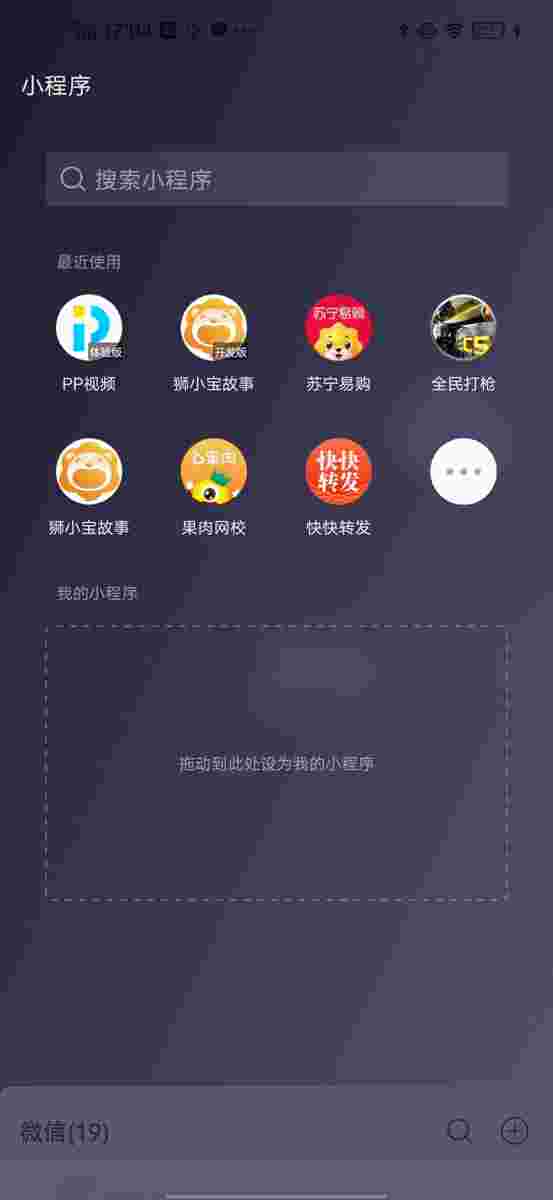 小程序
搜索小程序
最近使用
体验版
开发版
苏宁易购
CS
PP视频
狮小宝故事
苏宁易购
全民打枪
果肉
快快
转发
狮小宝故事
果肉网校
快快转发
我的小程序
拖动到此处设为我的小程序
微信(19)